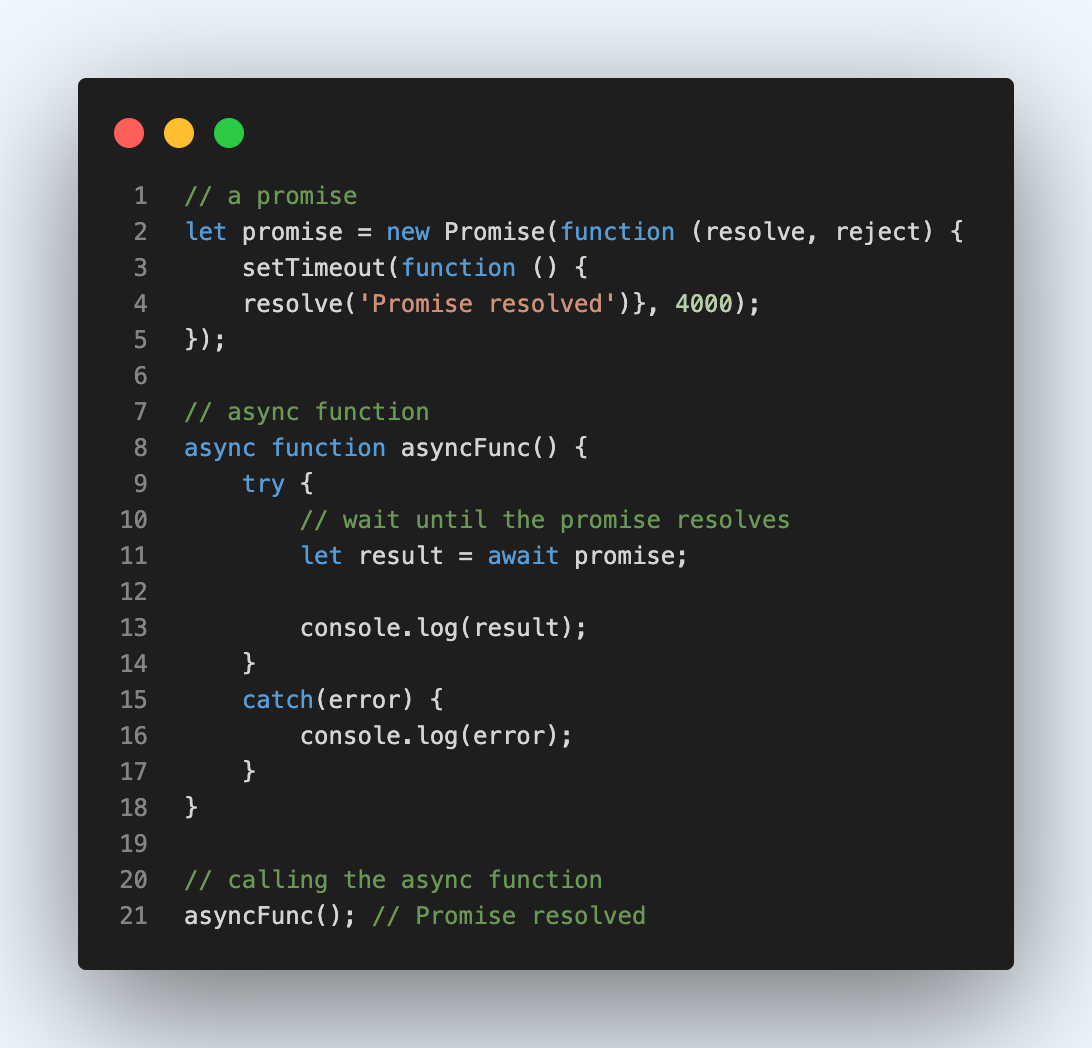 1 // a promise
2 let promise = new Promise(function (resolve, reject) {
3     setTimeout(function () {
4     resolve('Promise resolved')}, 4000);
5 });
6
7 // async function
8 async function asyncFunc() {
9     try {
10         // wait until the promise resolves
11         let result = await promise;
12
13         console.log(result);
14     }
15     catch(error) {
16         console.log(error);
17     }
18 }
19
20 // calling the async function
21 asyncFunc(); // Promise resolved